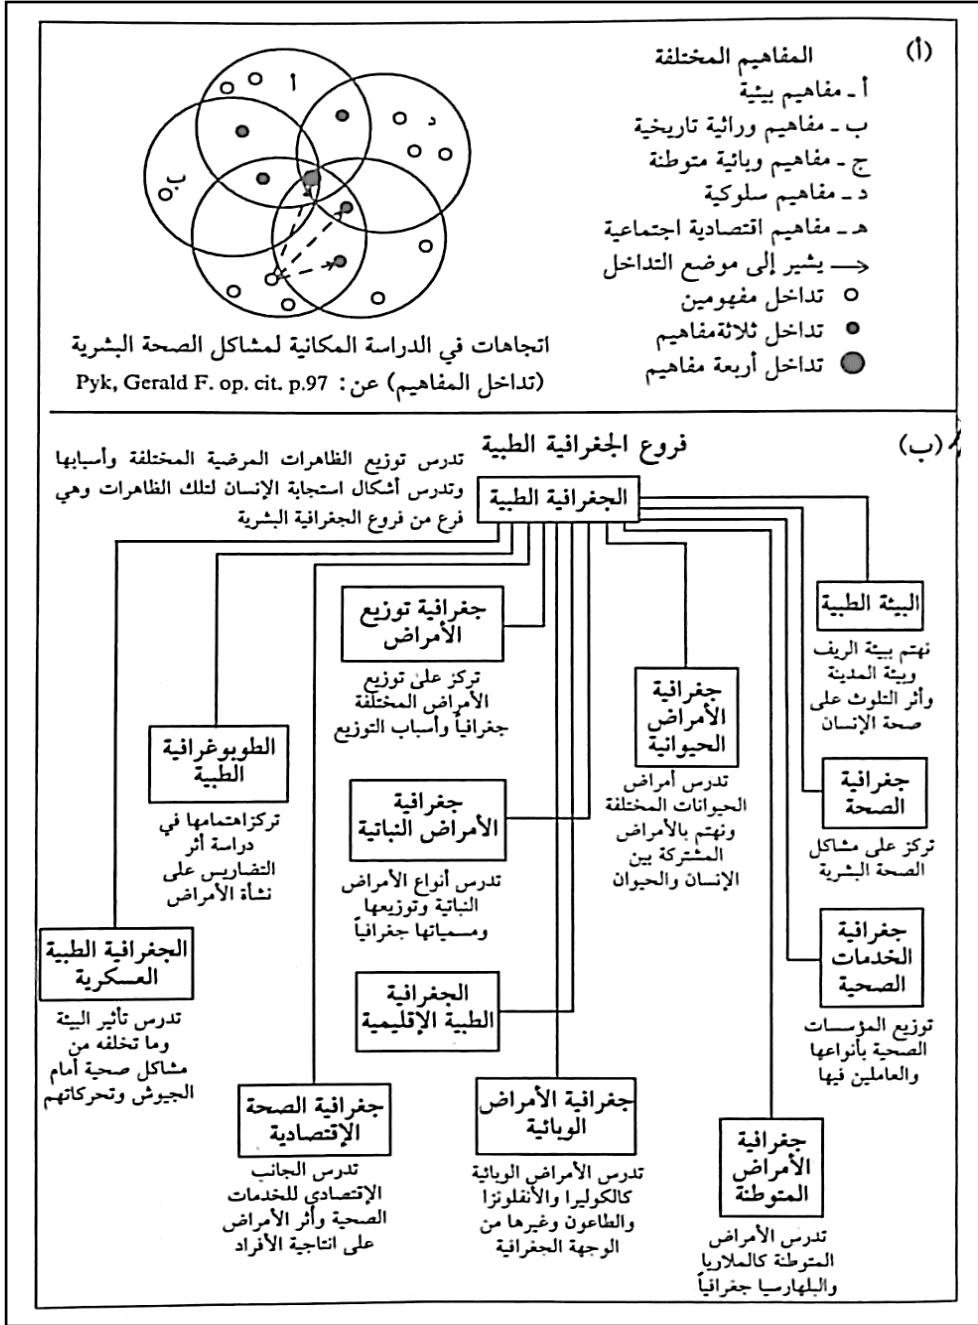 (أ)
المفاهيم المختلفة
أ ـ مفاهيم بيئية
ب ـ مفاهيم وراثية تاريخية
ج ـ مفاهيم وبائية متوطنة
د ـ مفاهيم سلوكية
هـ ـ مفاهيم اقتصادية اجتماعية
يشير إلى موضع التداخل
تداخل مفهومين
تداخل ثلاثة مفاهيم
تداخل أربعة مفاهيم
أ
د
ب
اتجاهات في الدراسة المكانية لمشاكل الصحة البشرية
(تداخل المفاهيم) عن: Pyk, Gerald F. op. cit. p.97
(ب)
فروع الجغرافية الطبية
تدرس توزيع الظاهرات المرضية المختلفة وأسبابها
وتدرس أشكال استجابة الإنسان لتلك الظاهرات وهي
فرع من فروع الجغرافية البشرية
الجغرافية الطبية
البيئة الطبية
نهتم ببيئة الريف
وبيئة المدينة
وأثر التلوث على
صحة الإنسان
جغرافية
الصحة
تركز على مشاكل
الصحة البشرية
جغرافية
الخدمات
الصحية
توزيع المؤسسات
الصحية بأنواعها
والعاملين فيها
جغرافية
الأمراض
المتوطنة
تدرس الأمراض
المتوطنة كالملاريا
والبلهارسيا جغرافياً
جغرافية
الأمراض
الحيوانية
تدرس أمراض
الحيوانات المختلفة
ونهتم بالأمراض
المشتركة بين
الإنسان والحيوان
جغرافية توزيع
الأمراض
تركز على توزيع
الأمراض المختلفة
جغرافياً وأسباب التوزيع
جغرافية
الأمراض النباتية
تدرس أنواع الأمراض
النباتية وتوزيعها
ومسمياتها جغرافياً
الجغرافية
الطبية الإقليمية
جغرافية الأمراض
الوبائية
تدرس الأمراض الوبائية
كالكوليرا والأنفلونزا
والطاعون وغيرها من
الوجهة الجغرافية
جغرافية الصحة
الإقتصادية
تدرس الجانب
الإقتصادي للخدمات
الصحية وأثر الأمراض
على انتاجية الأفراد
الطوبوغرافية
الطبية
تركزاهتمامها في
دراسة أثر
التضاريس على
نشأة الأمراض
الجغرافية الطبية
العسكرية
تدرس تأثير البيئة
وما تخلفه من
مشاكل صحية أمام
الجيوش وتحركاتهم